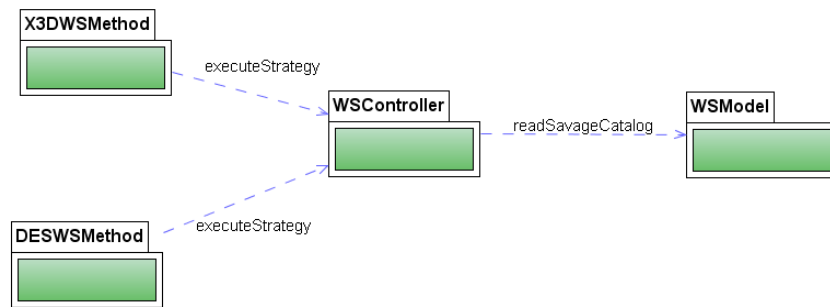 X3DWSMethod
executeStrategy
WSController
WSModel
readSavageCatalog
DESWSMethod
executeStrategy